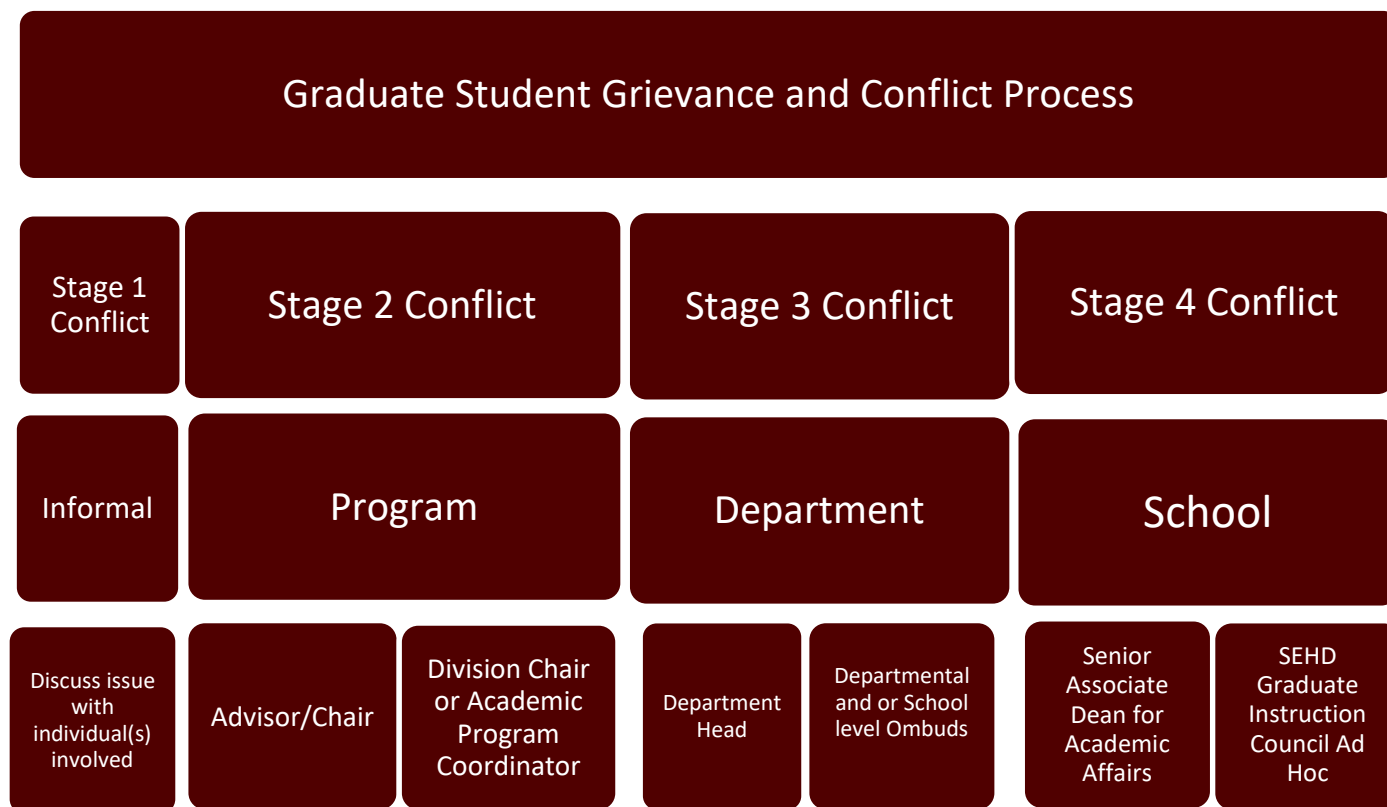 Graduate Student Grievance and Conflict Process
Stage 1
Conflict
Stage 2 Conflict
Stage 3 Conflict
Stage 4 Conflict
Informal
Program
Department
School
Discuss issue
with
individual(s)
involved
Advisor/Chair
Division Chair
or Academic
Program
Coordinator
Department
Head
Departmental
and or School
level Ombuds
Senior
Associate
Dean for
Academic
Affairs
SEHD
Graduate
Instruction
Council Ad
Hoc